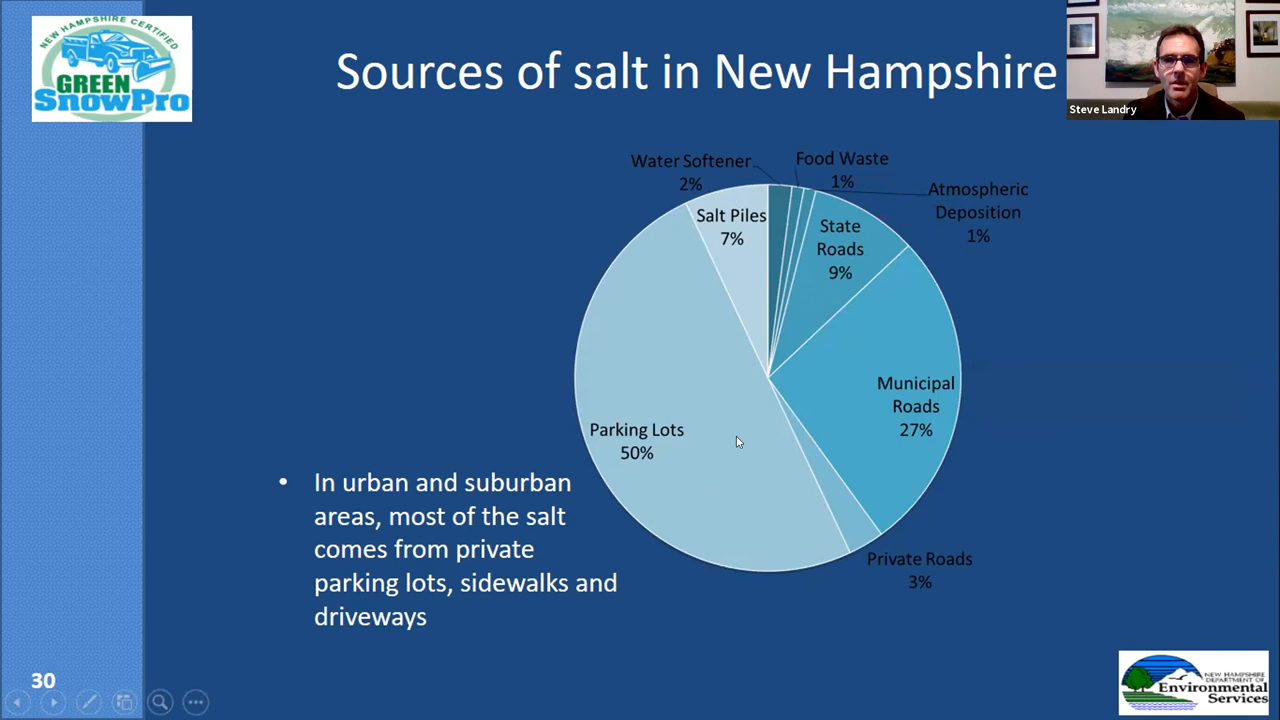 NEW HAMPSHIRE CERTIFIED
GREEN
SnowPro
Sources of salt in New Hampshire
Steve Landry
Water Softener
2%
Food Waste
1%
Atmospheric
Deposition
1%
Salt Piles
7%
State
Roads
9%
Municipal
Roads
27%
Parking Lots
50%
Private Roads
3%
• In urban and suburban
areas, most of the salt
comes from private
parking lots, sidewalks and
driveways
30
NEW HAMPSHIRE
DEPARTMENT OF
Environmental
Services